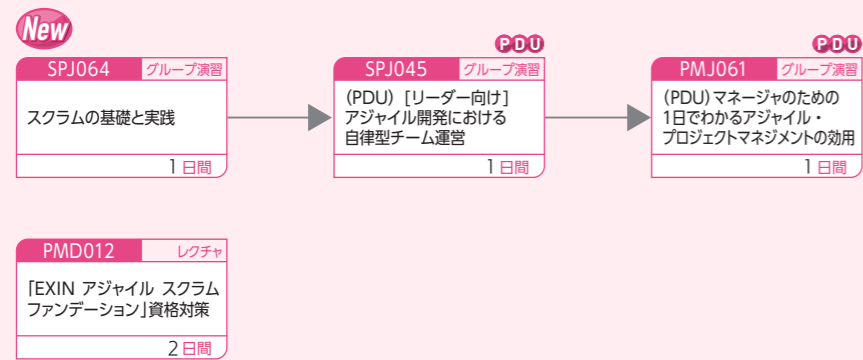 New
SPJ064 グループ演習
スクラムの基礎と実践
1日間
PDU
SPJ045 グループ演習
(PDU) [リーダー向け]
アジャイル開発における
自律型チーム運営
1日間
PDU
PMJ061 グループ演習
(PDU)マネージャのための
1日でわかるアジャイル・
プロジェクトマネジメントの効用
1日間
PMD012 レクチャ
「EXIN アジャイル スクラム
ファンデーション」資格対策
2日間